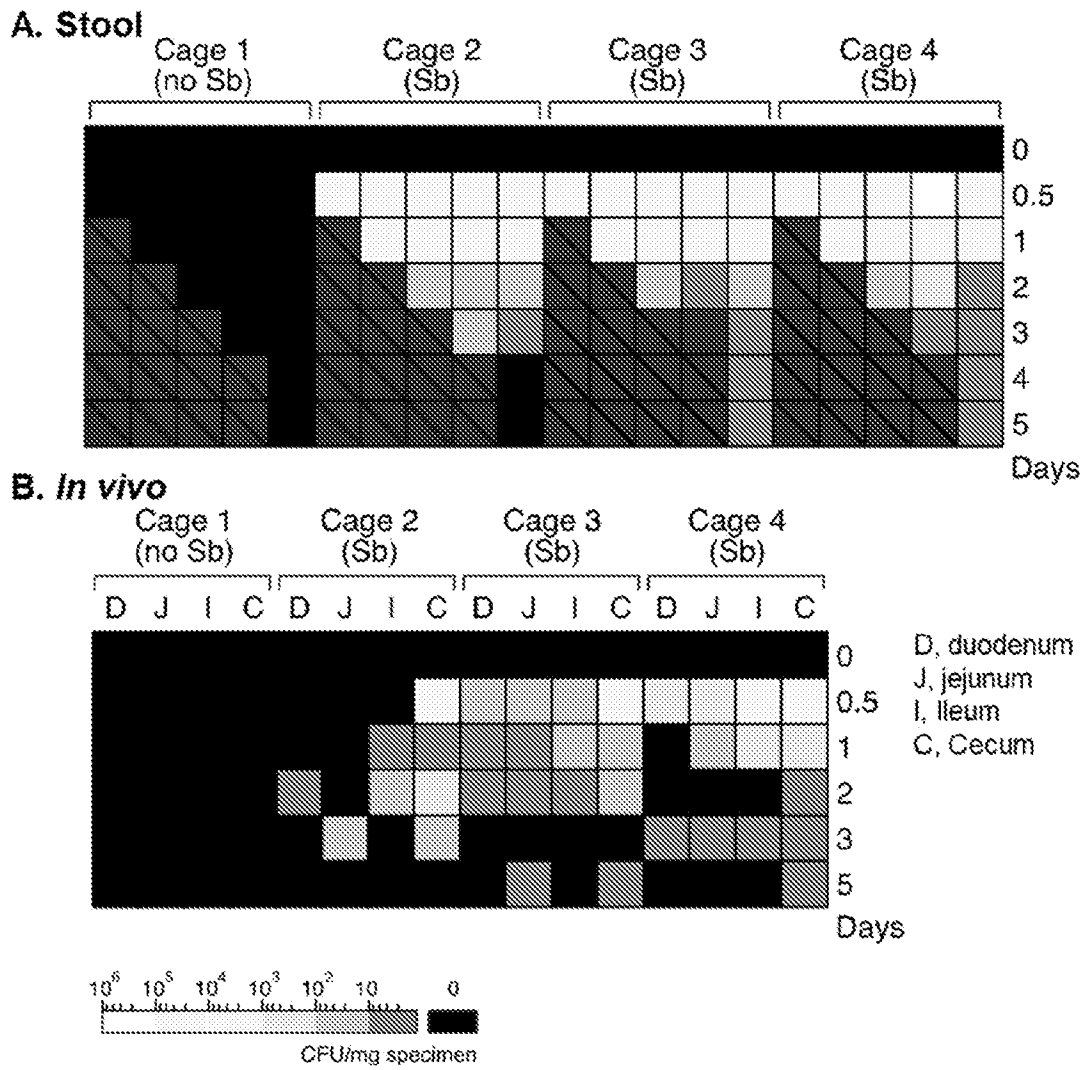 A. Stool
Cage 1 Cage 2 Cage 3 Cage 4
(no Sb) (Sb) (Sb) (Sb)
0
0.5
1
2
3
4
5
Days
B. In vivo
Cage 1 Cage 2 Cage 3 Cage 4
(no Sb) (Sb) (Sb) (Sb)
D J I C D J I C D J I C D J I C
0
0.5
1
2
3
5
Days
D, duodenum
J, jejunum
I, Ileum
C, Cecum
10⁶ 10⁵ 10⁴ 10³ 10² 10 0
CFU/mg specimen